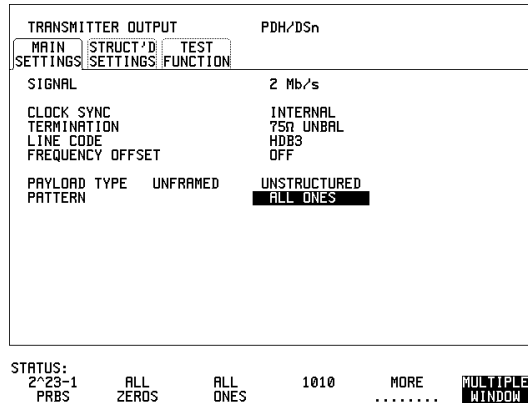 TRANSMITTER OUTPUT PDH/DSn
MAIN SETTINGS STRUCT'D SETTINGS TEST FUNCTION
SIGNAL 2 Mb/s
CLOCK SYNC INTERNAL
TERMINATION 75Ω UNBAL
LINE CODE HDB3
FREQUENCY OFFSET OFF
PAYLOAD TYPE UNFRAMED UNSTRUCTURED
PATTERN ALL ONES
STATUS:
2^23-1 ALL ALL 1010 MORE MULTIPLE
PRBS ZEROS ONES ........ WINDOW